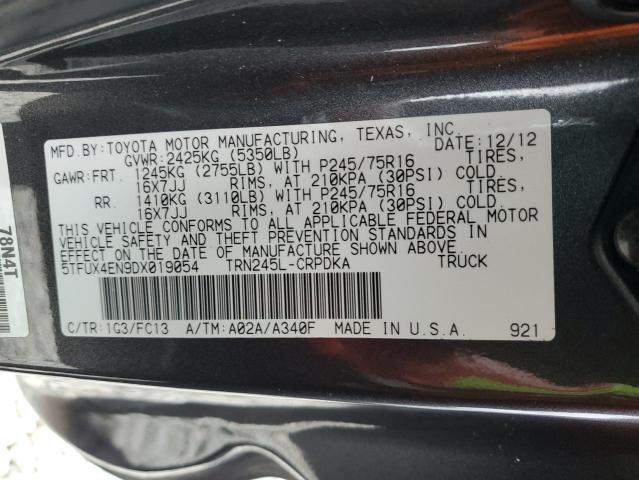 MFD.BY:TOYOTA MOTOR MANUFACTURING, TEXAS, INC. DATE:12/12
GVWR:2425KG (5350LB)
GAWR:FRT. 1245KG (2755LB) WITH P245/75R16 TIRES,
16X7JJ RIMS, AT 210KPA (30PSI) COLD.
RR. 1410KG (3110LB) WITH P245/75R16 TIRES,
16X7JJ RIMS, AT 210KPA (30PSI) COLD.
THIS VEHICLE CONFORMS TO ALL APPLICABLE FEDERAL MOTOR
VEHICLE SAFETY AND THEFT PREVENTION STANDARDS IN
EFFECT ON THE DATE OF MANUFACTURE SHOWN ABOVE.
5TFUX4EN9DX019054 TRN245L-CRPDKA TRUCK
C/TR:1G3/FC13 A/TM:A02A/A340F MADE IN U.S.A. 921
78N4T